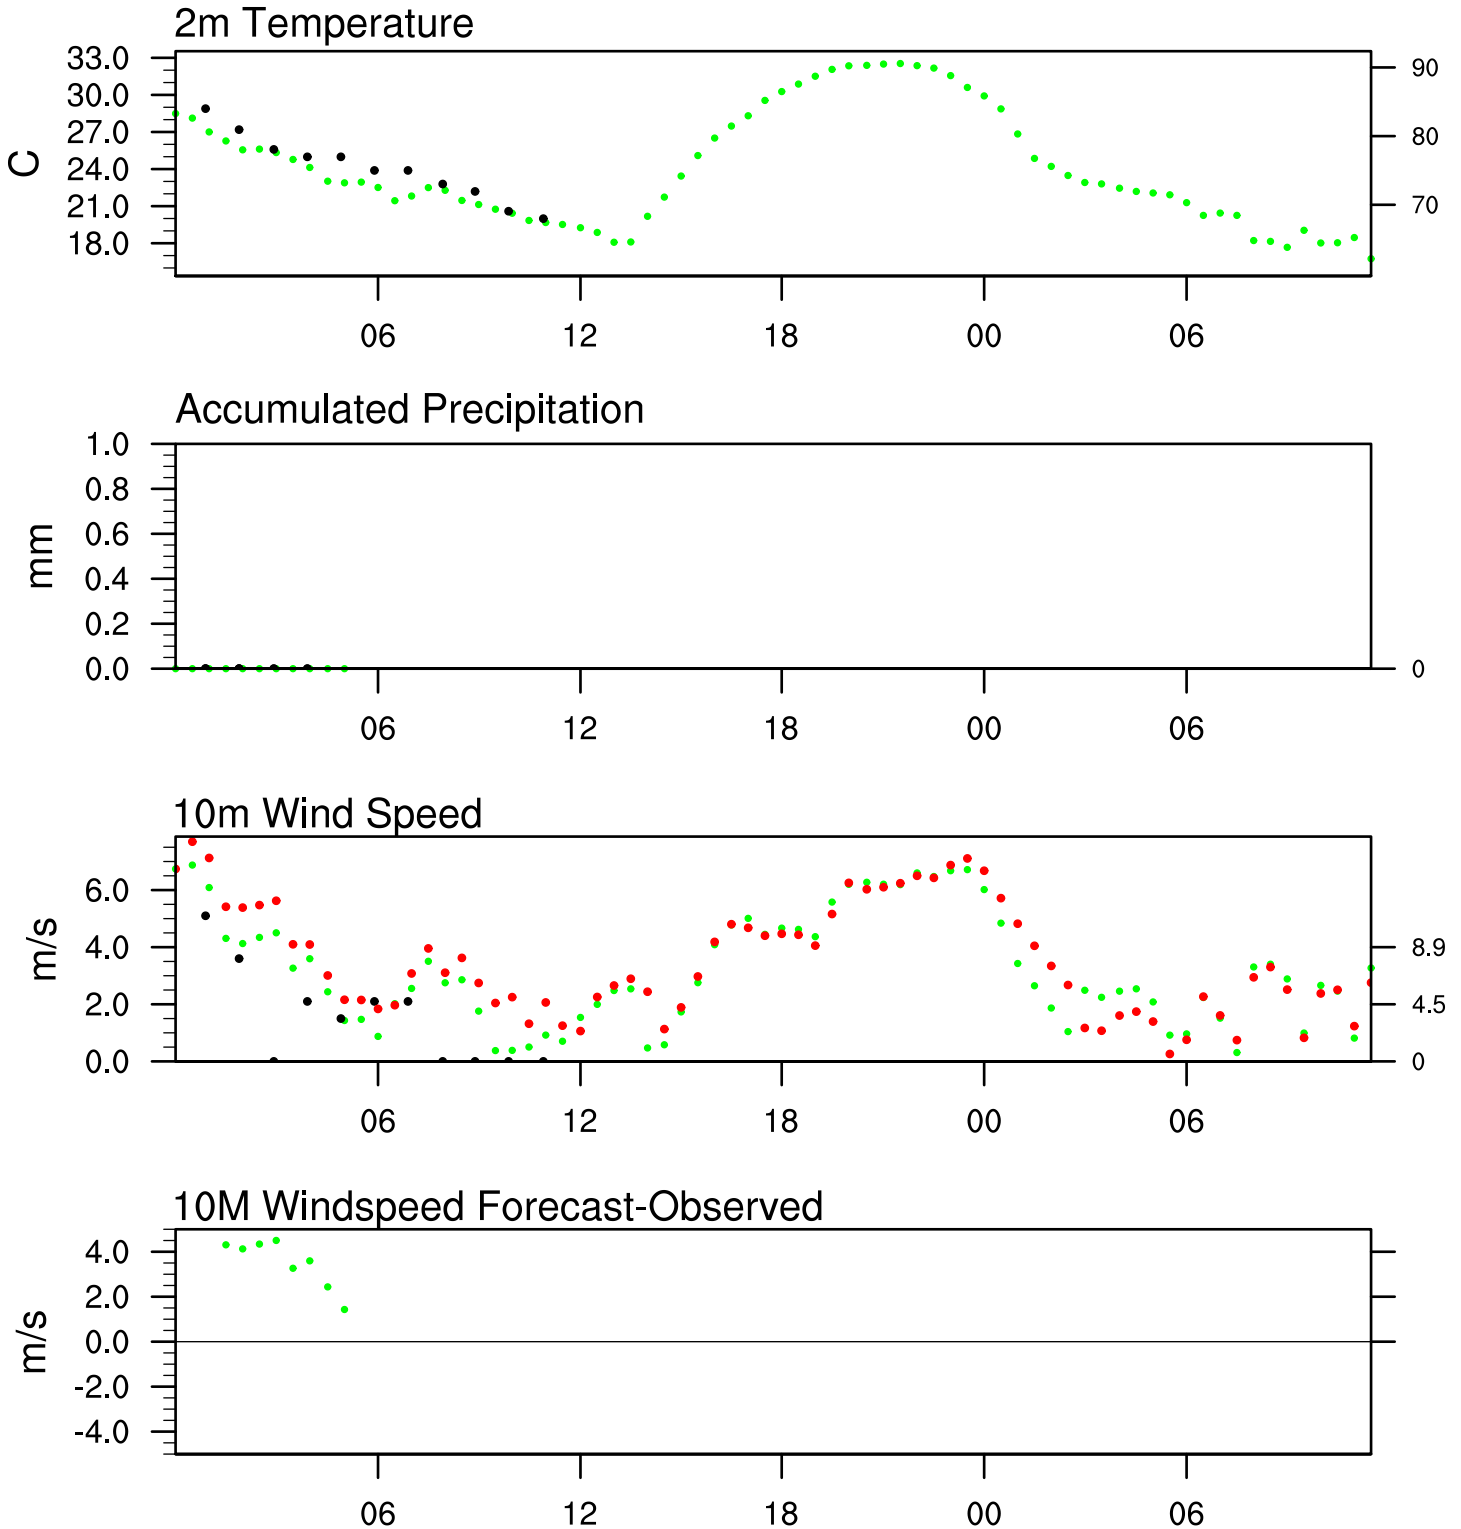 2m Temperature
33.0
30.0
27.0
24.0
21.0
18.0
C
90
80
70
06 12 18 00 06
Accumulated Precipitation
1.0
0.8
0.6
0.4
0.2
0.0
mm
0
06 12 18 00 06
10m Wind Speed
6.0
4.0
2.0
0.0
m/s
8.9
4.5
0
06 12 18 00 06
10M Windspeed Forecast-Observed
4.0
2.0
0.0
-2.0
-4.0
m/s
06 12 18 00 06